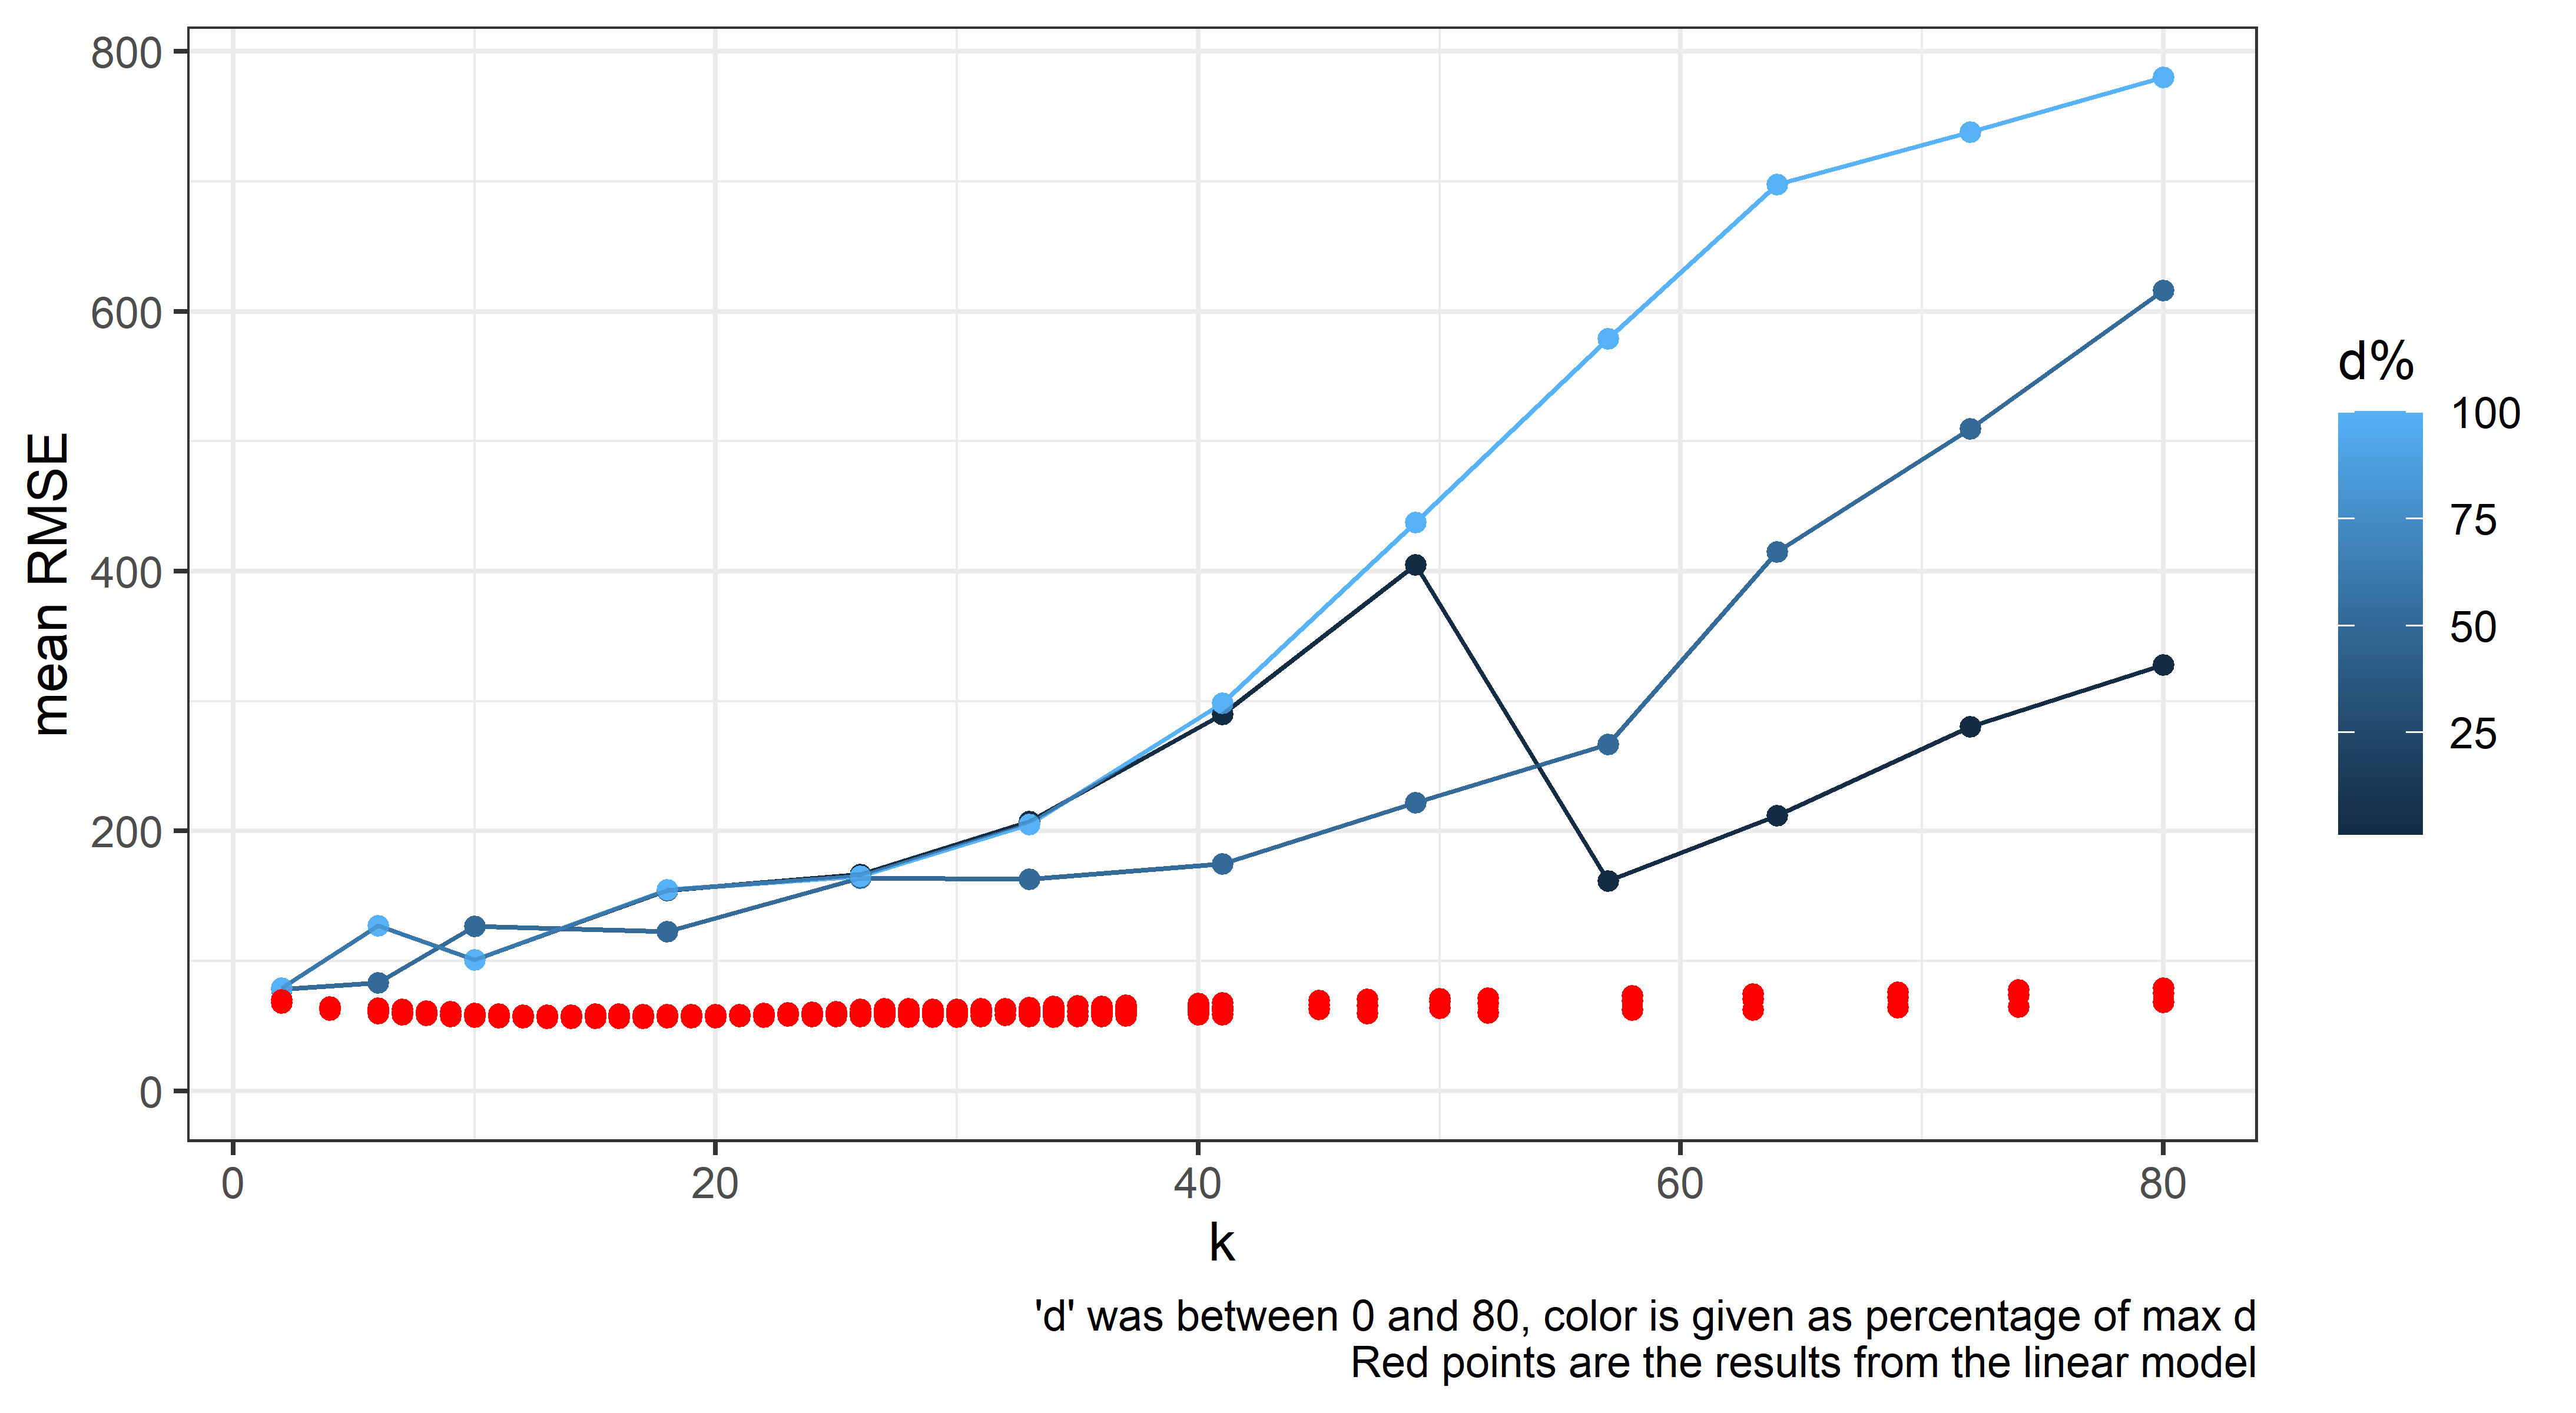 800
600
400
200
0
mean RMSE
0 20 40 60 80
k
d%
100
75
50
25
'd' was between 0 and 80, color is given as percentage of max d
Red points are the results from the linear model